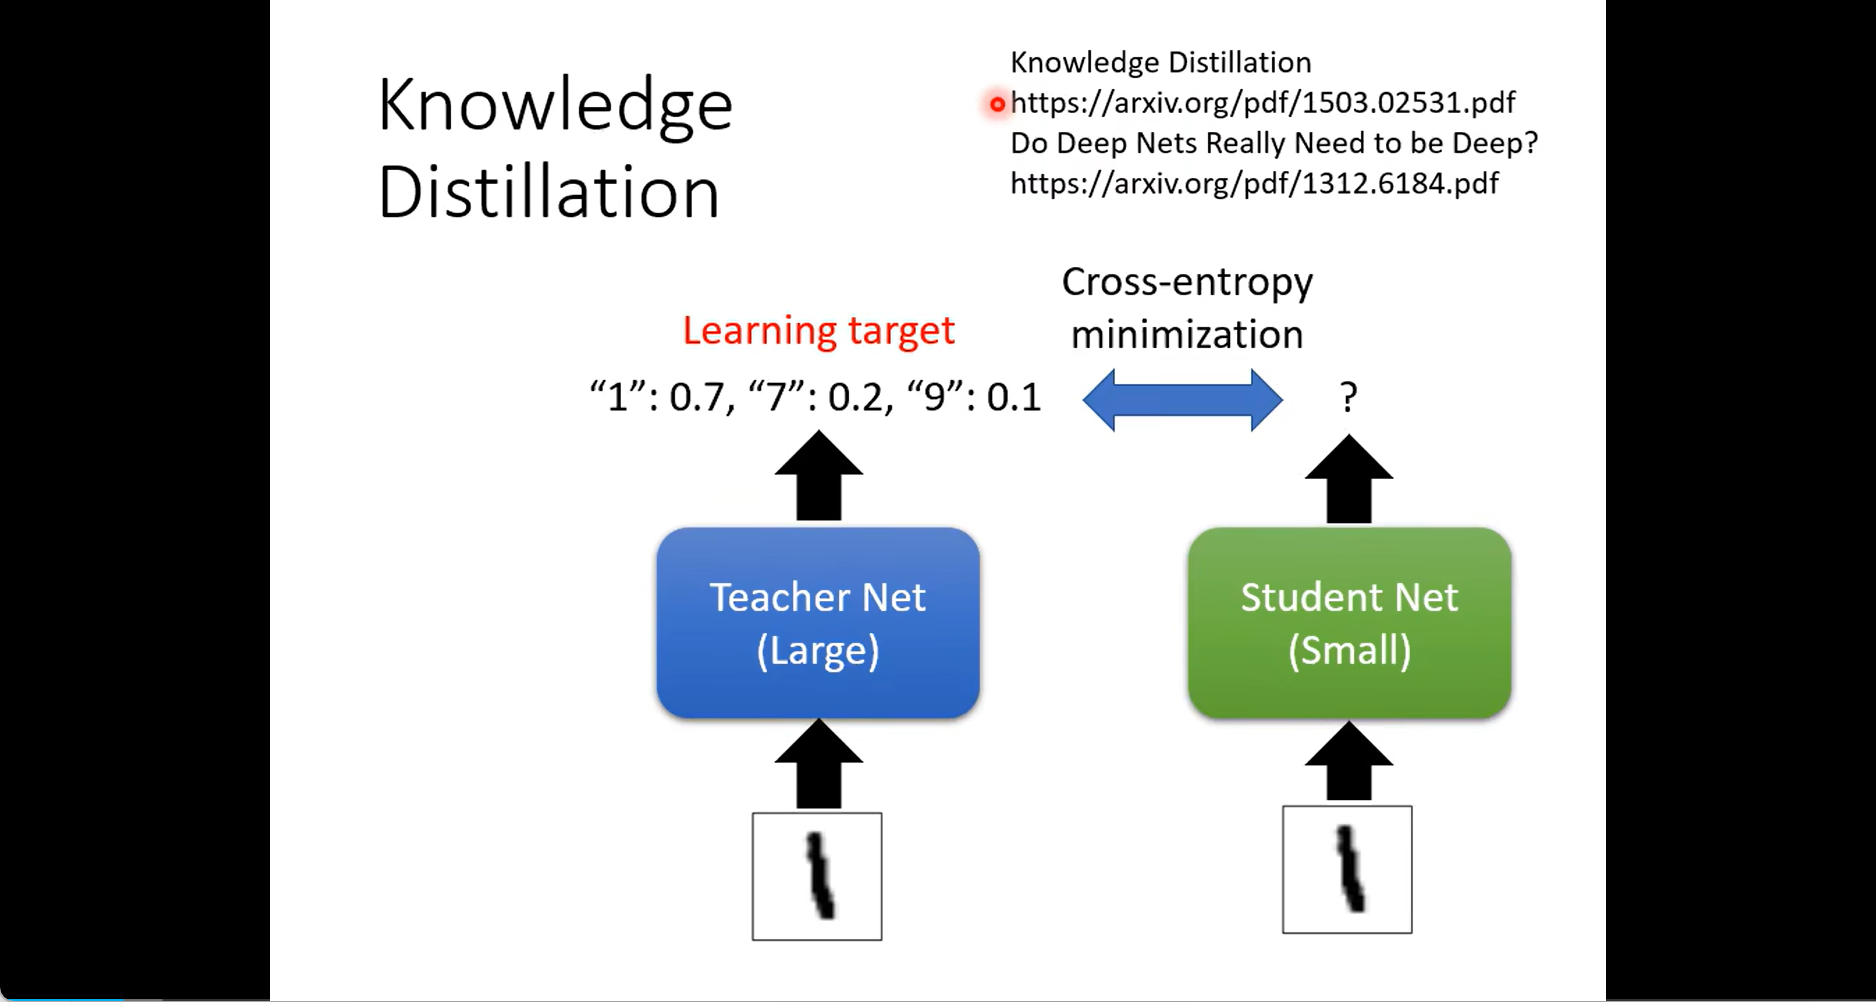 Knowledge
Distillation
Knowledge Distillation
https://arxiv.org/pdf/1503.02531.pdf
Do Deep Nets Really Need to be Deep?
https://arxiv.org/pdf/1312.6184.pdf
Cross-entropy
minimization
Learning target
“1”: 0.7, “7”: 0.2, “9”: 0.1
?
Teacher Net
(Large)
Student Net
(Small)
1
1